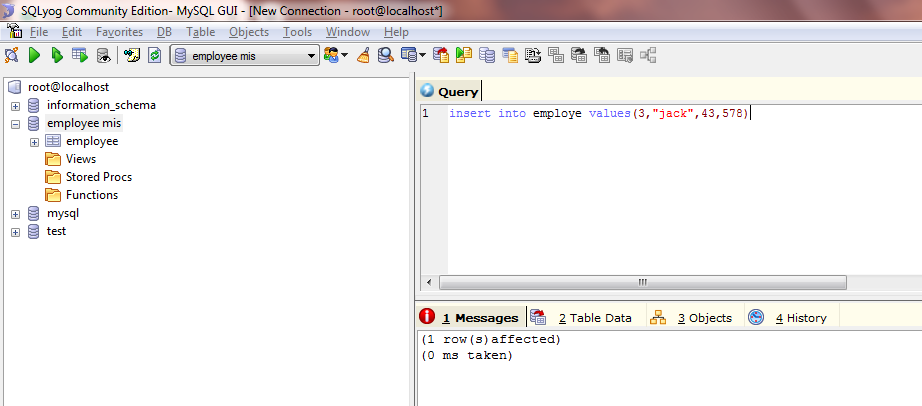 SQLyog Community Edition- MySQL GUI - [New Connection - root@localhost*]
File Edit Favorites DB Table Objects Tools Window Help
employee mis
root@localhost
information_schema
employee mis
employee
Views
Stored Procs
Functions
mysql
test
Query
1 insert into employe values(3,"jack",43,578)
1 Messages 2 Table Data 3 Objects 4 History
(1 row(s)affected)
(0 ms taken)